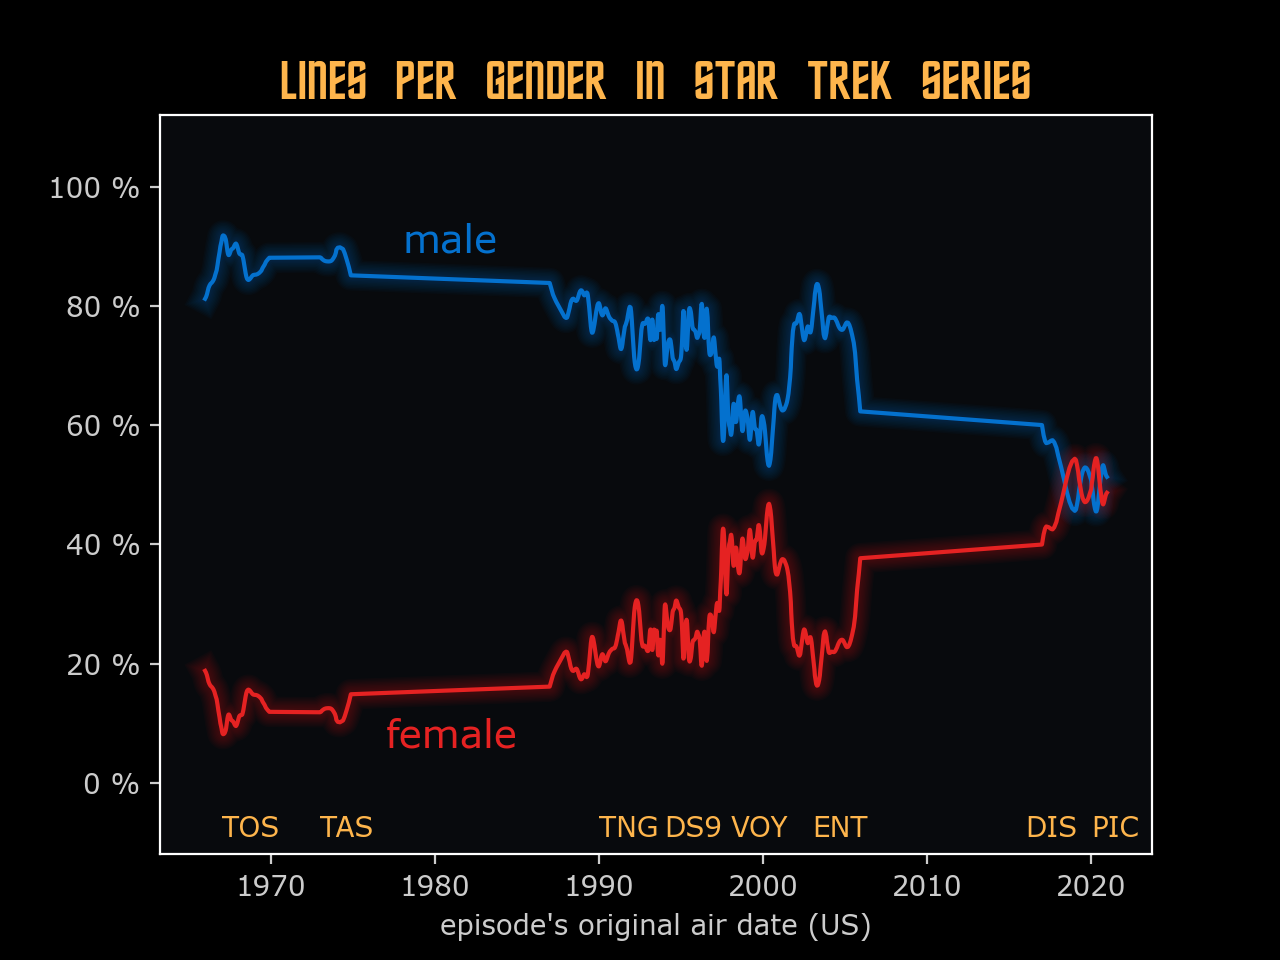 LINES PER GENDER IN STAR TREK SERIES
100 %
80 %
60 %
40 %
20 %
0 %
male
female
TOS TAS TNG DS9 VOY ENT DIS PIC
1970 1980 1990 2000 2010 2020
episode's original air date (US)